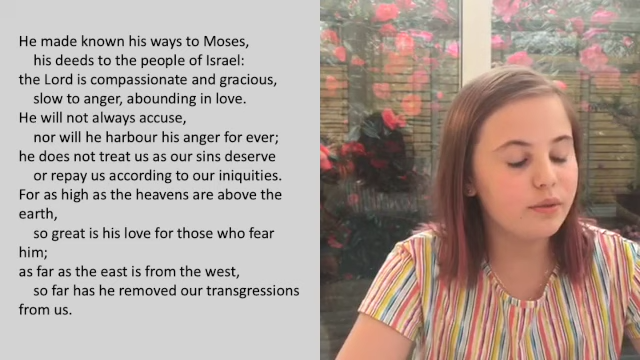 He made known his ways to Moses,
his deeds to the people of Israel:
the Lord is compassionate and gracious,
slow to anger, abounding in love.
He will not always accuse,
nor will he harbour his anger for ever;
he does not treat us as our sins deserve
or repay us according to our iniquities.
For as high as the heavens are above the
earth,
so great is his love for those who fear
him;
as far as the east is from the west,
so far has he removed our transgressions
from us.